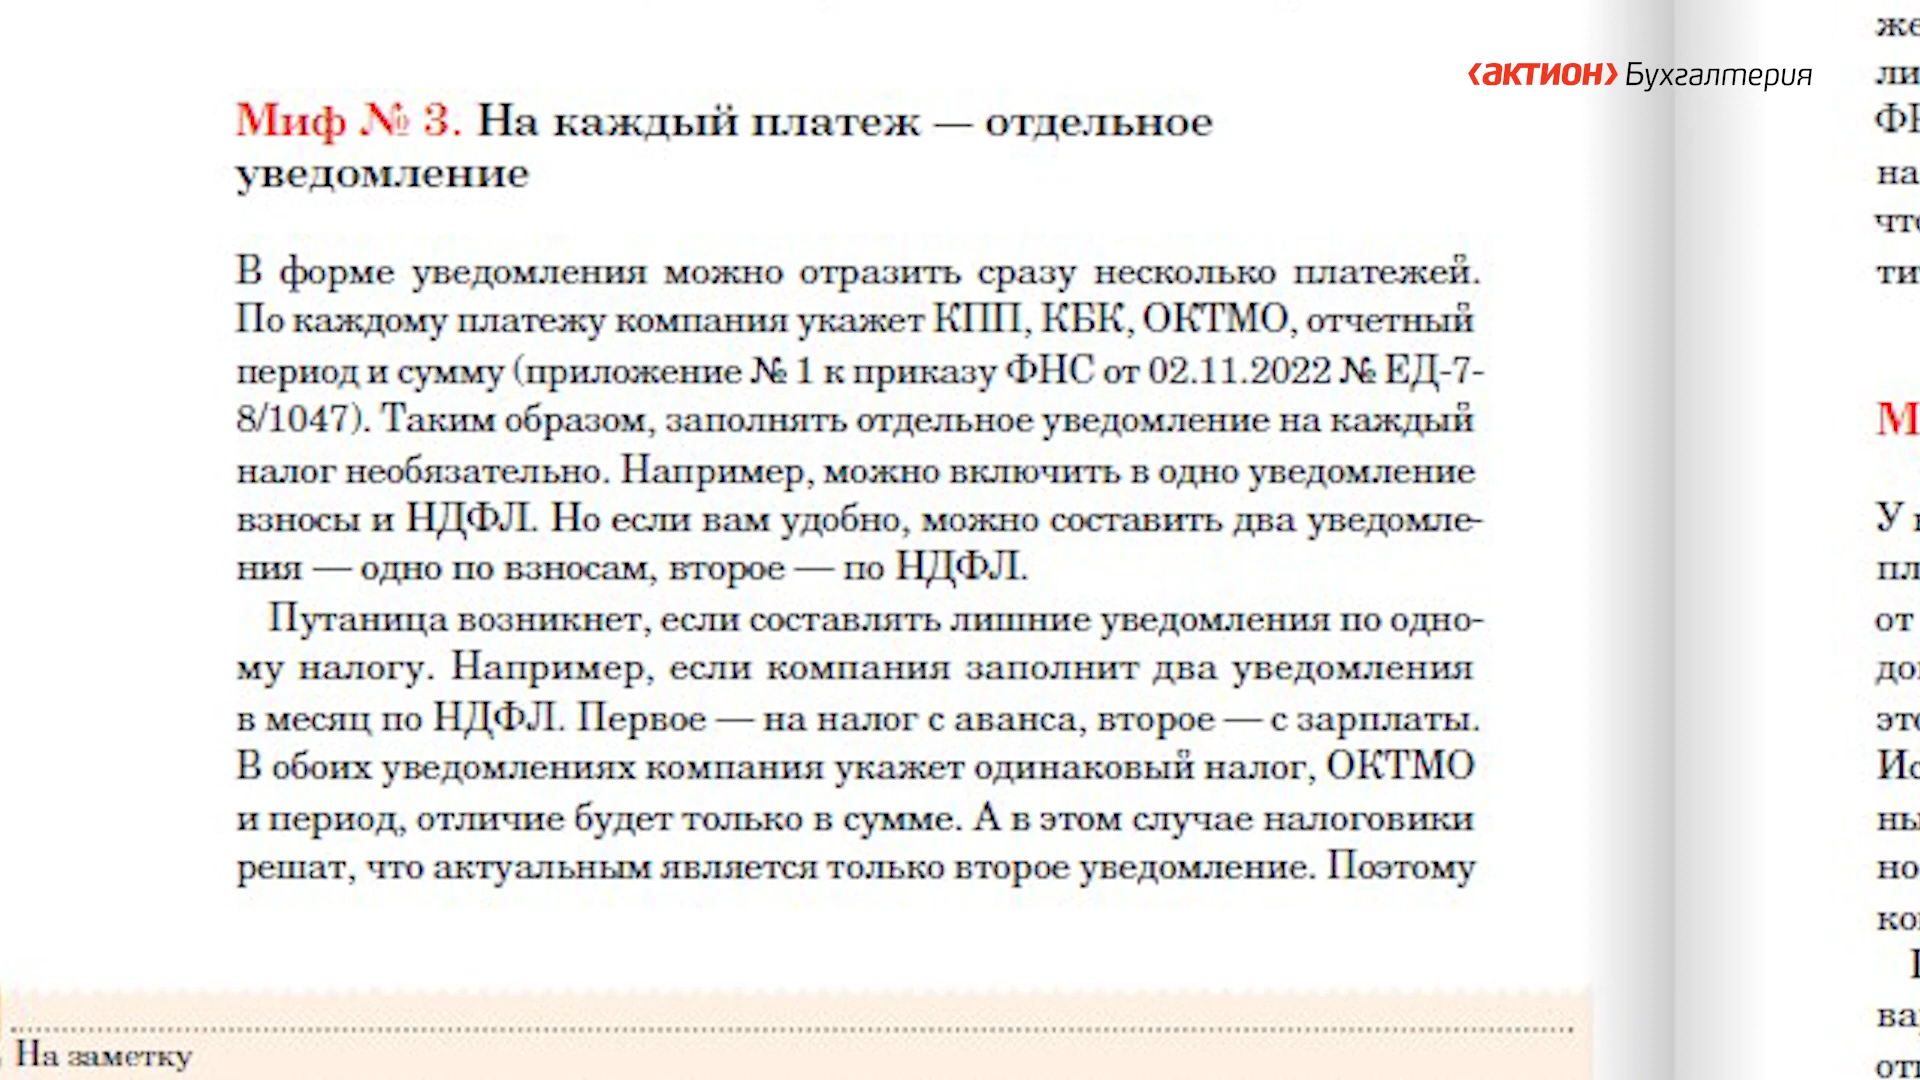 ‹актион› Бухгалтерия
Миф № 3. На каждый платеж — отдельное
уведомление
В форме уведомления можно отразить сразу несколько платежей.
По каждому платежу компания укажет КПП, КБК, ОКТМО, отчетный
период и сумму (приложение № 1 к приказу ФНС от 02.11.2022 № ЕД-7-
8/1047). Таким образом, заполнять отдельное уведомление на каждый
налог необязательно. Например, можно включить в одно уведомление
взносы и НДФЛ. Но если вам удобно, можно составить два уведомле-
ния — одно по взносам, второе — по НДФЛ.
Путаница возникнет, если составлять лишние уведомления по одно-
му налогу. Например, если компания заполнит два уведомления
в месяц по НДФЛ. Первое — на налог с аванса, второе — с зарплаты.
В обоих уведомлениях компания укажет одинаковый налог, ОКТМО
и период, отличие будет только в сумме. А в этом случае налоговики
решат, что актуальным является только второе уведомление. Поэтому
На заметку